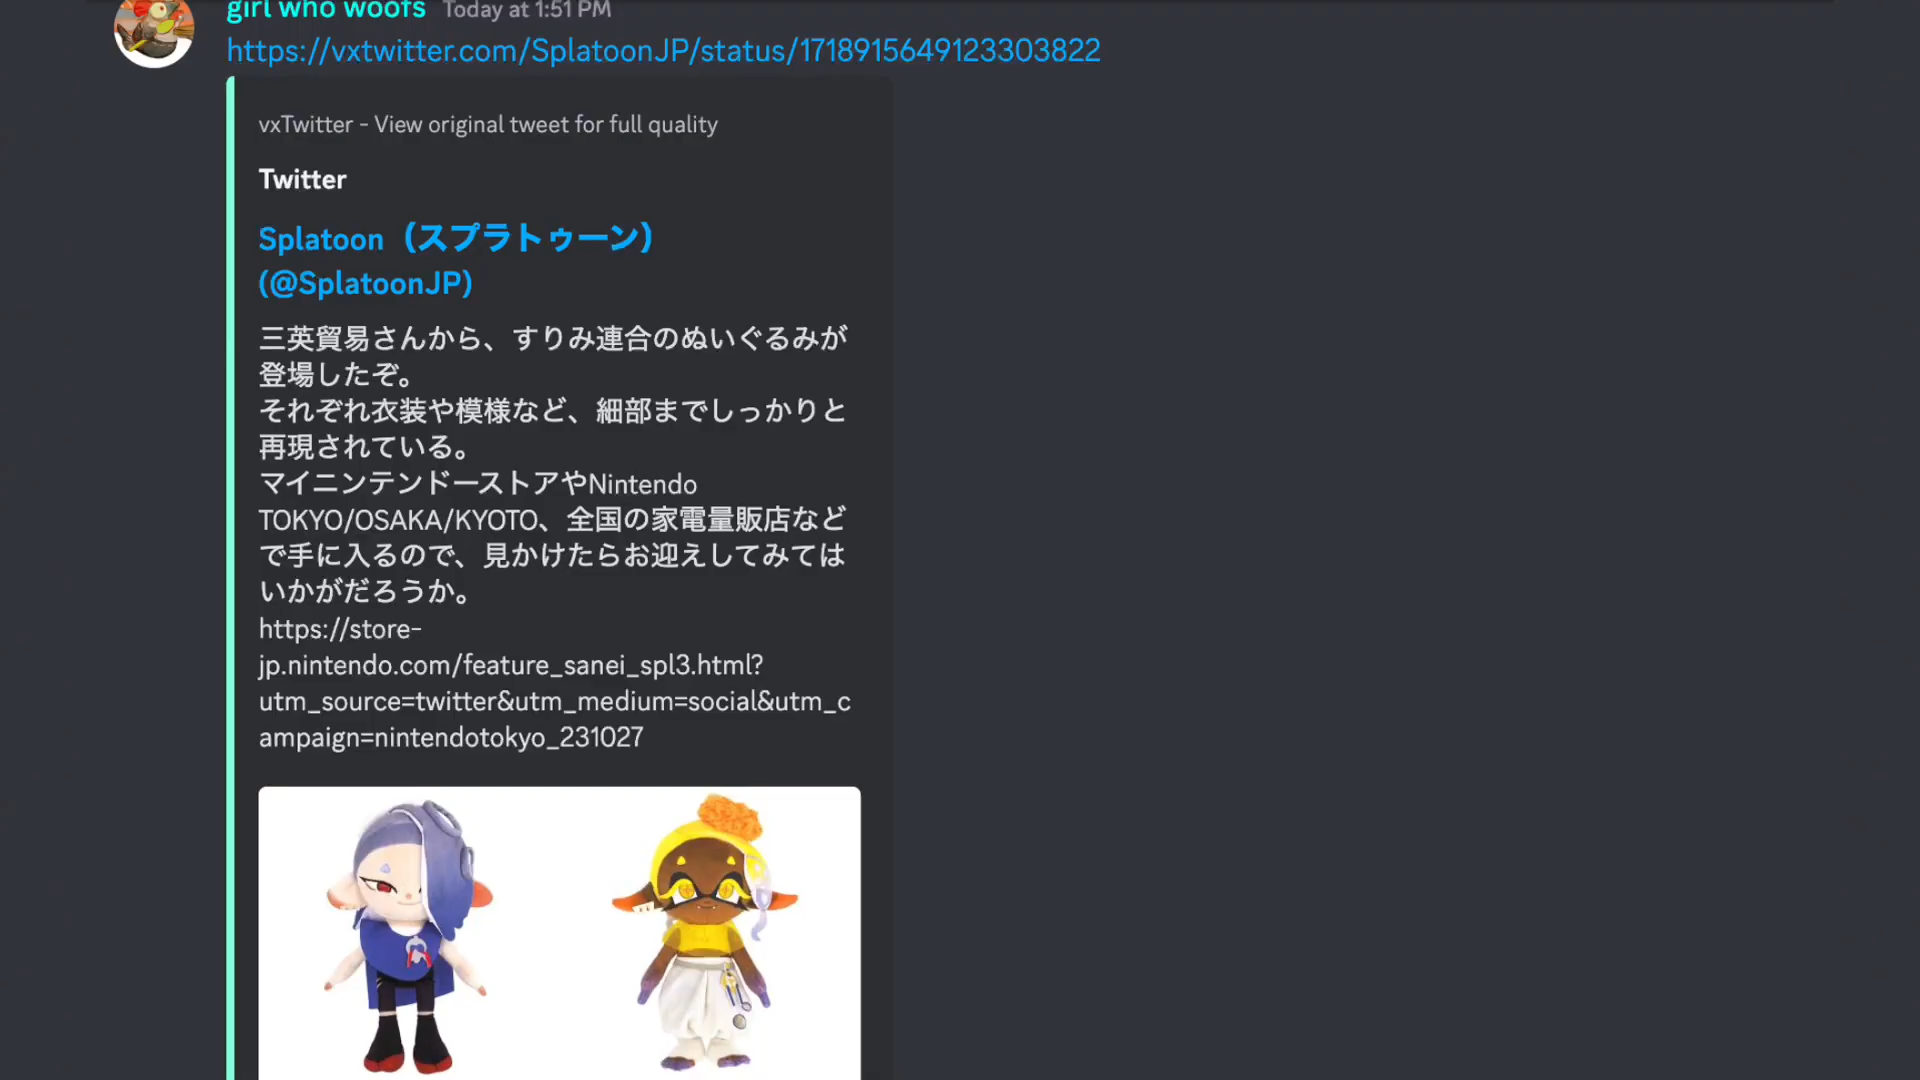 girl who woofs Today at 1:51 PM
https://vxtwitter.com/SplatoonJP/status/1718915649123303822
vxTwitter - View original tweet for full quality
Twitter
Splatoon（スプラトゥーン）
(@SplatoonJP)
三英貿易さんから、すりみ連合のぬいぐるみが
登場したぞ。
それぞれ衣装や模様など、細部までしっかりと
再現されている。
マイニンテンドーストアやNintendo
TOKYO/OSAKA/KYOTO、全国の家電量販店など
で手に入るので、見かけたらお迎えしてみては
いかがだろうか。
https://store-
jp.nintendo.com/feature_sanei_spl3.html?
utm_source=twitter&utm_medium=social&utm_c
ampaign=nintendotokyo_231027